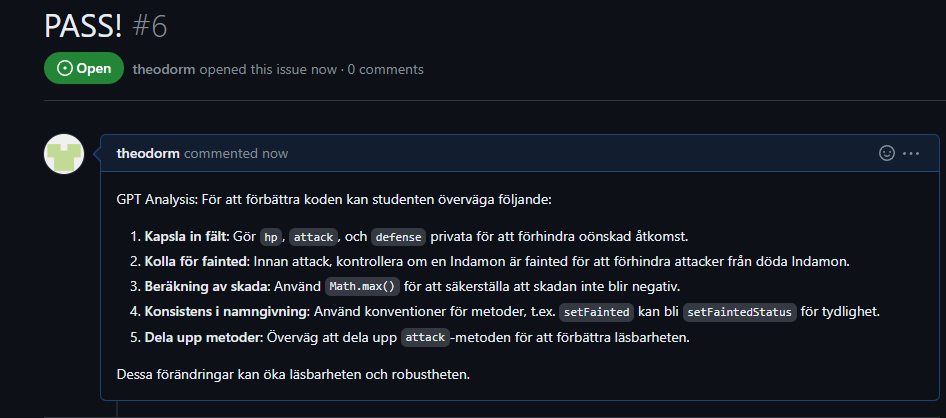 PASS! #6
Open theodorm opened this issue now · 0 comments
theodorm commented now
GPT Analysis: För att förbättra koden kan studenten överväga följande:
1. Kapsla in fält: Gör hp, attack, och defense privata för att förhindra oönskad åtkomst.
2. Kolla för fainted: Innan attack, kontrollera om en Indamon är fainted för att förhindra attacker från döda Indamon.
3. Beräkning av skada: Använd Math.max() för att säkerställa att skadan inte blir negativ.
4. Konsistens i namngivning: Använd konventioner för metoder, t.ex. setFainted kan bli setFaintedStatus för tydlighet.
5. Dela upp metoder: Överväg att dela upp attack-metoden för att förbättra läsbarheten.
Dessa förändringar kan öka läsbarheten och robustheten.